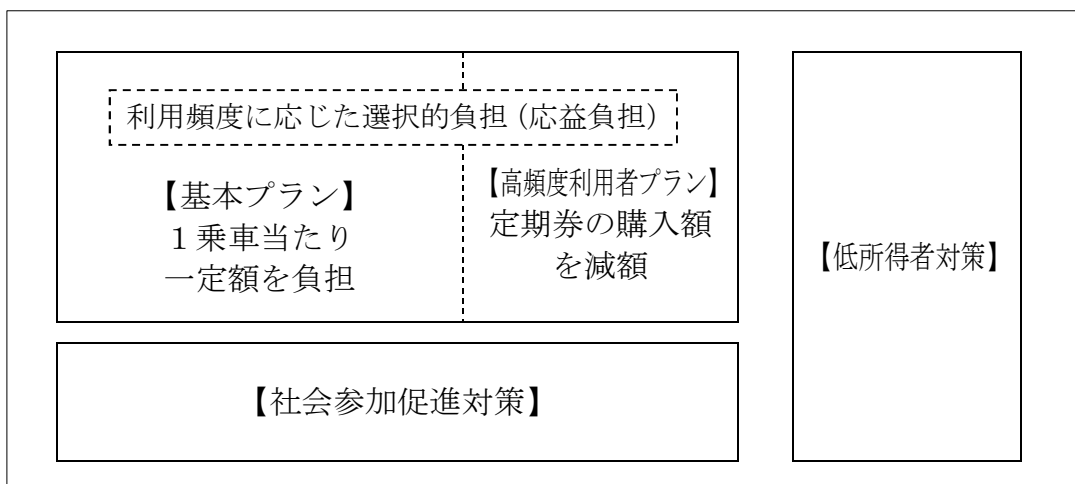 利用頻度に応じた選択的負担（応益負担）
【基本プラン】
１乗車当たり
一定額を負担
【高頻度利用者プラン】
定期券の購入額
を減額
【低所得者対策】
【社会参加促進対策】